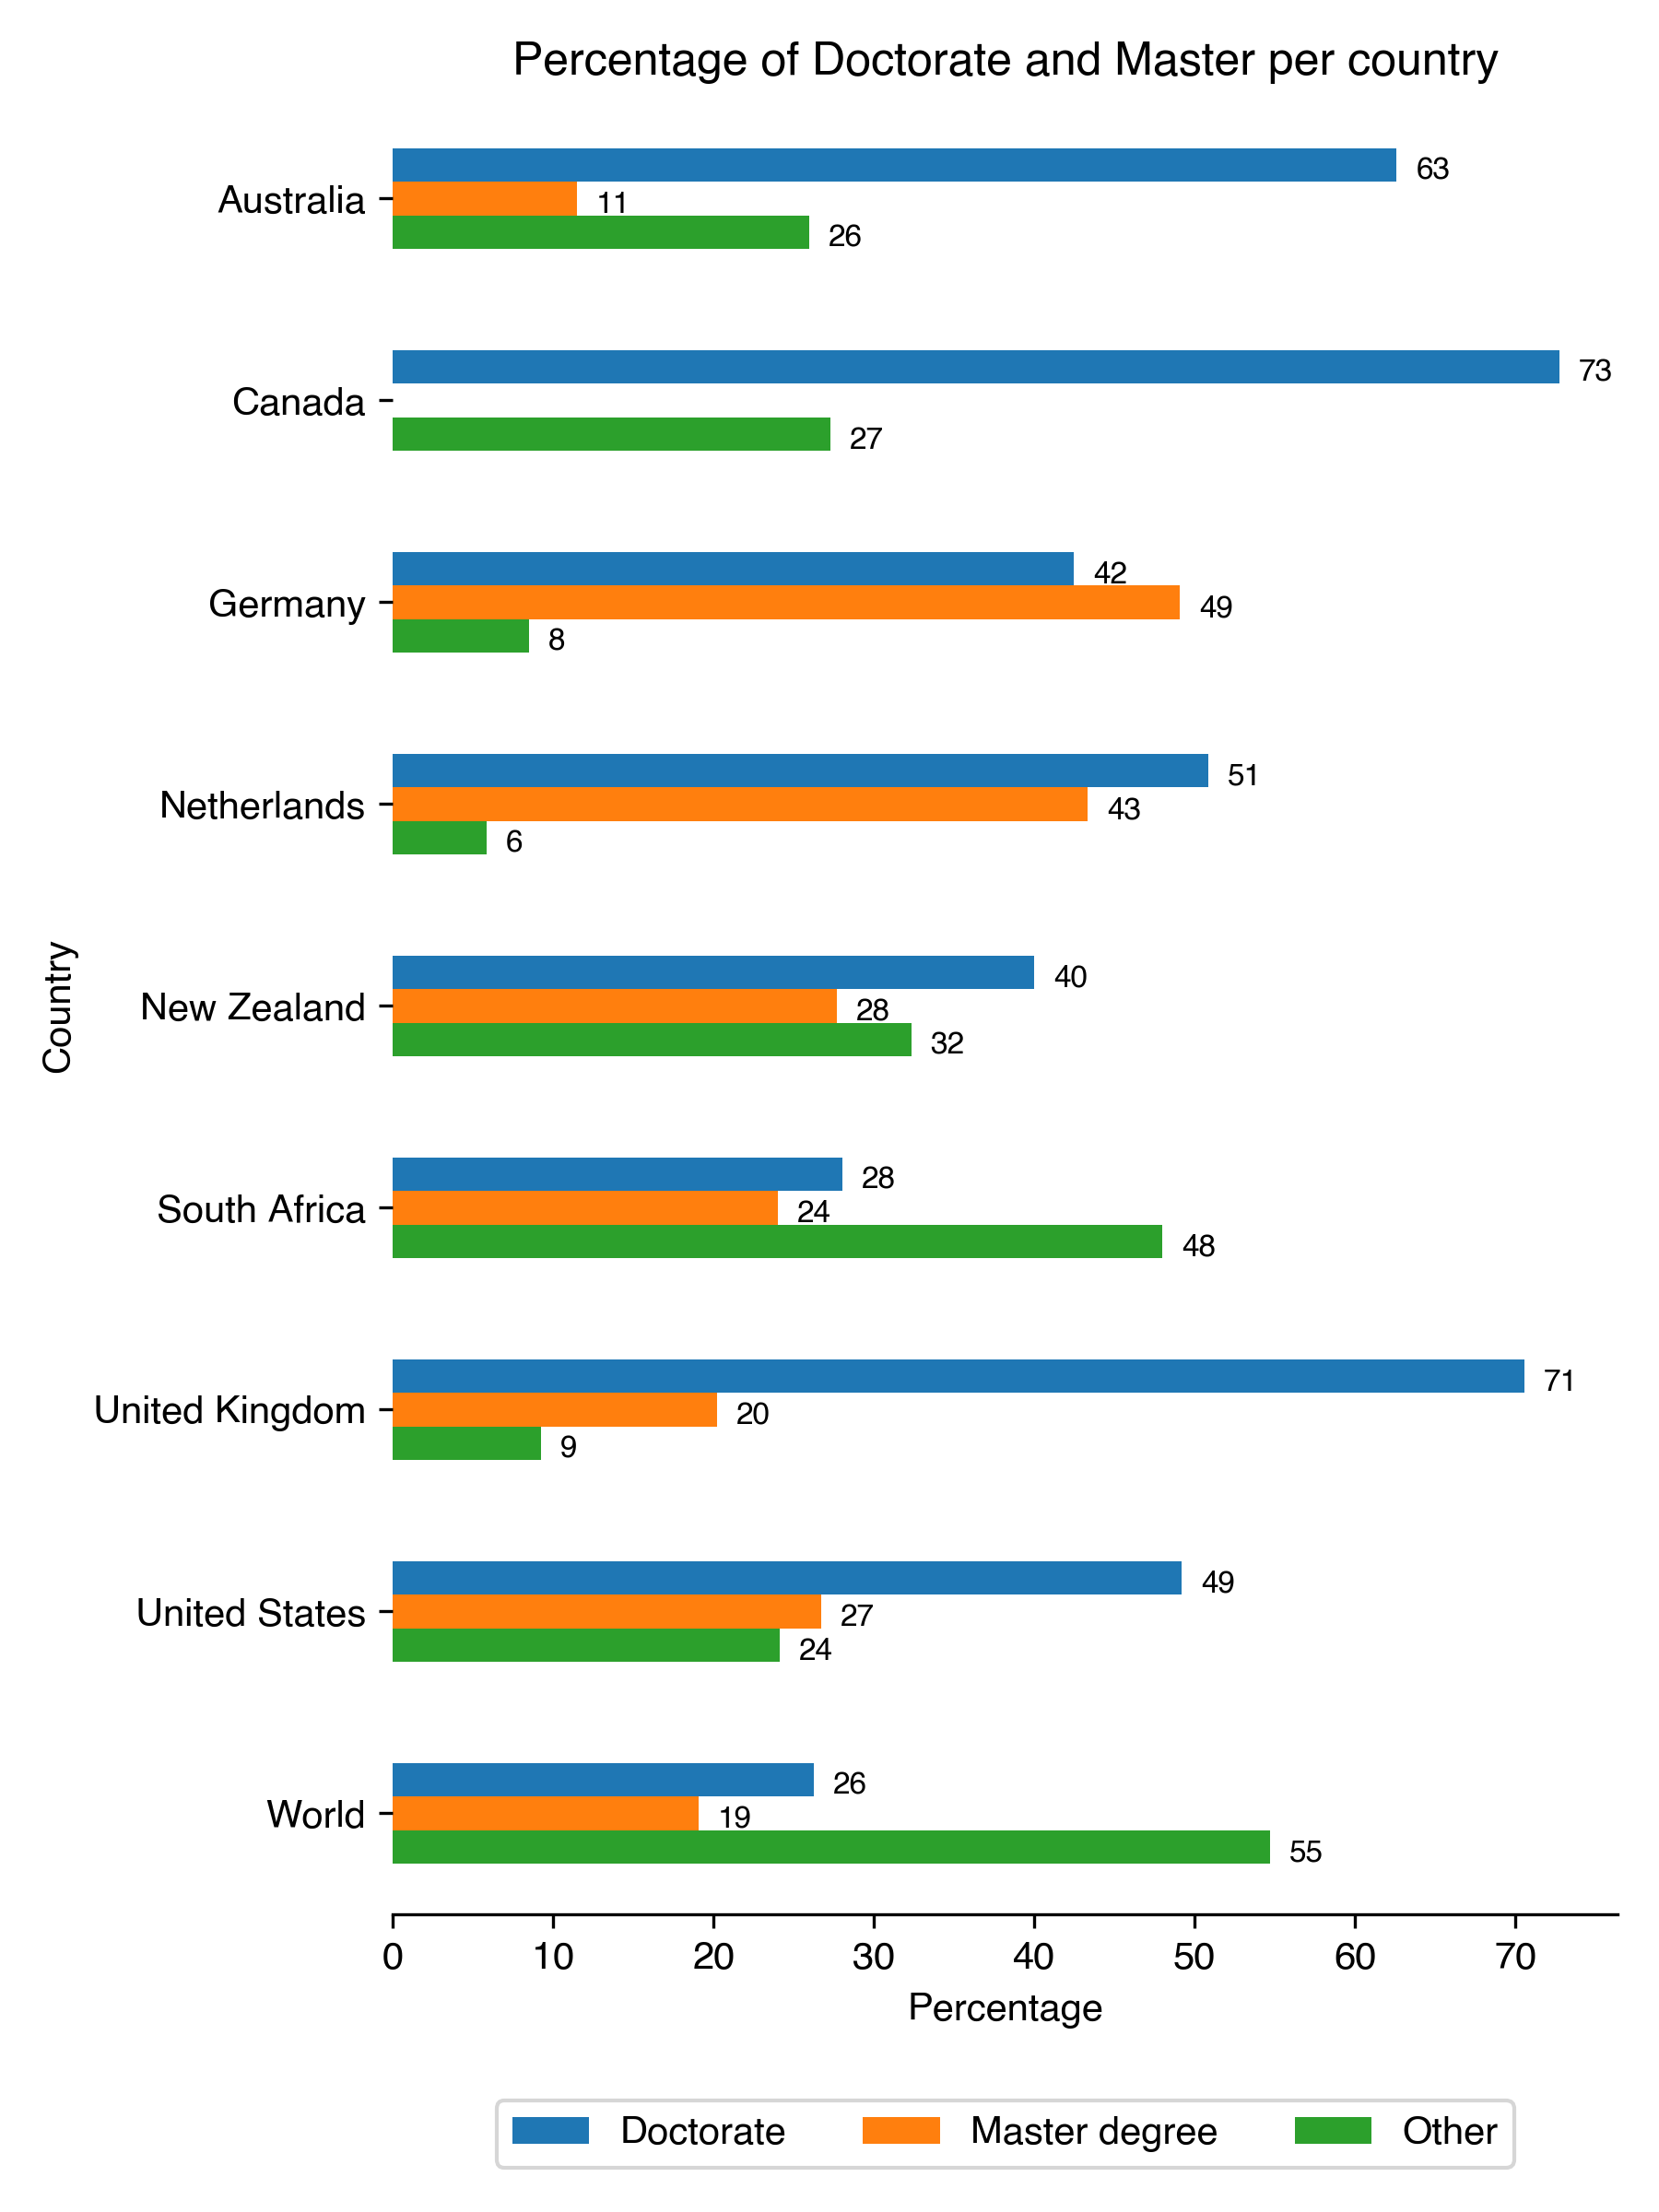 Percentage of Doctorate and Master per country
Australia
63
11
26
Canada
73
27
Germany
42
49
8
Netherlands
51
43
6
Country
New Zealand
40
28
32
South Africa
28
24
48
United Kingdom
71
20
9
United States
49
27
24
World
26
19
55
0 10 20 30 40 50 60 70
Percentage
Doctorate Master degree Other